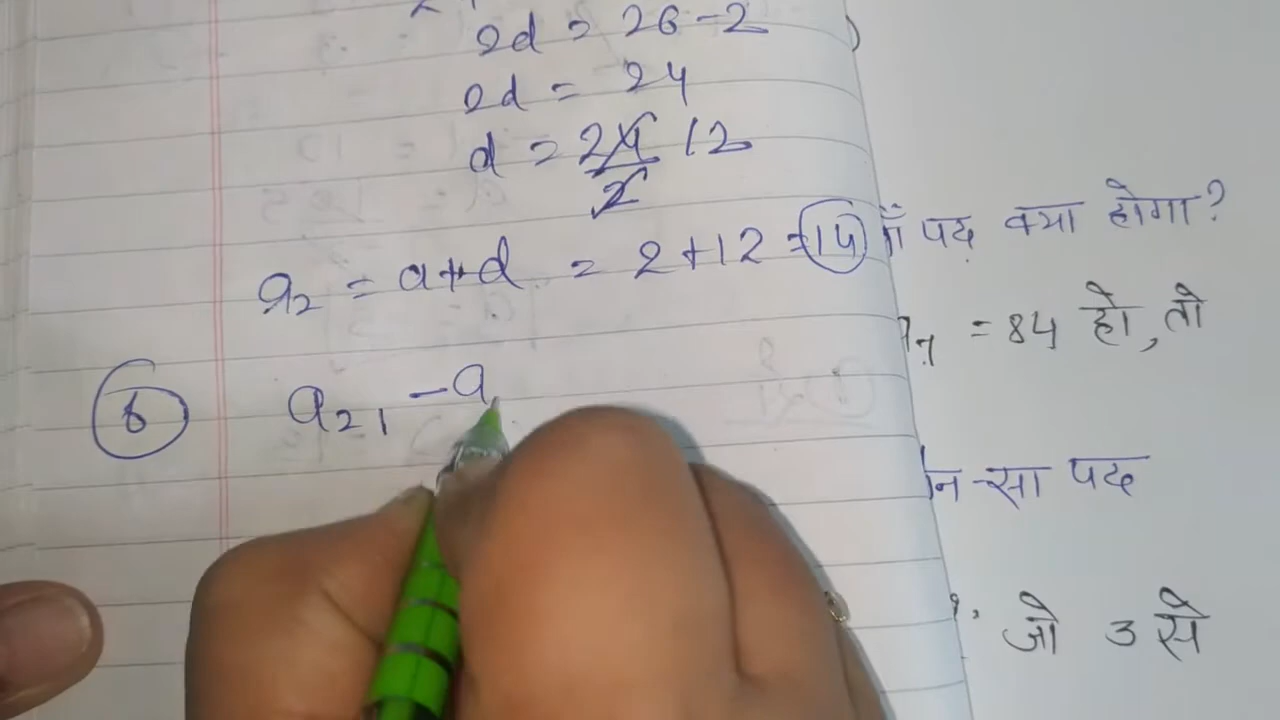 2d = 26 - 2
2d = 24
d = 24/2 12
a₂ = a + d = 2 + 12 = 14
6 a₂₁ - a
पद क्या होगा?
= 84 हो, तो
न-सा पद
जो 3 से